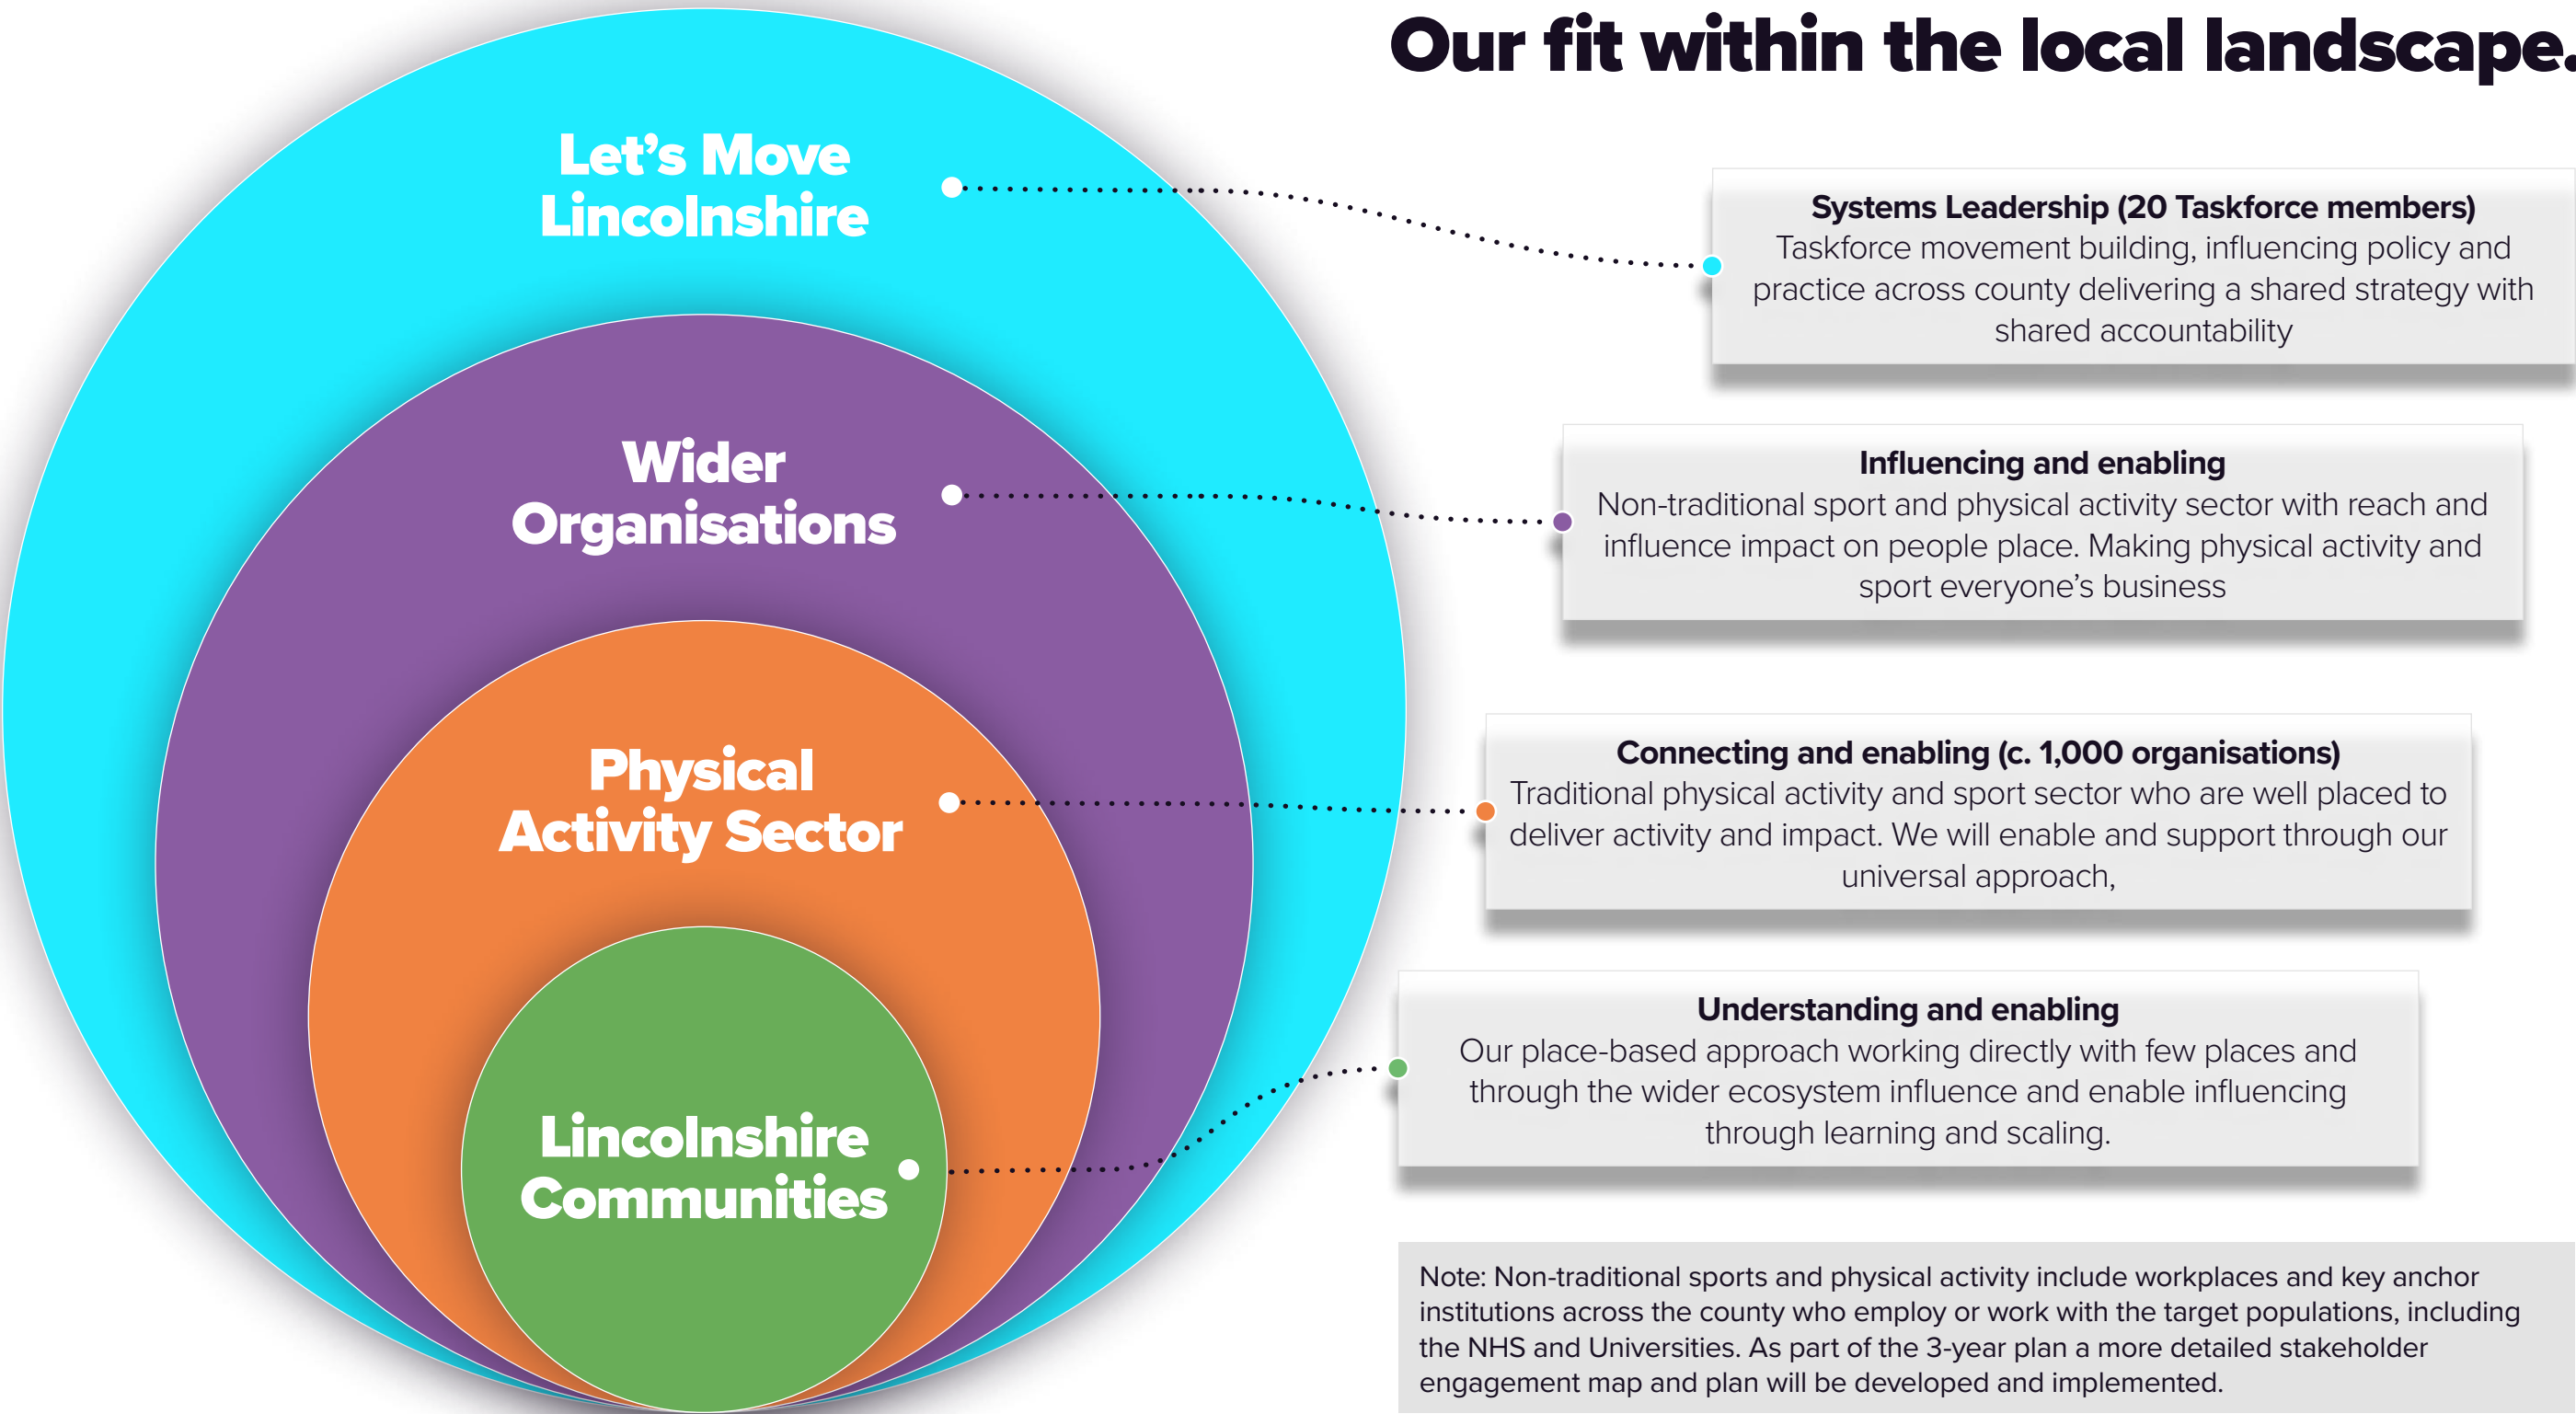 Our fit within the local landscape.
Let's Move
Lincolnshire
Systems Leadership (20 Taskforce members)
Taskforce movement building, influencing policy and
practice across county delivering a shared strategy with
shared accountability
Wider
Organisations
Influencing and enabling
Non-traditional sport and physical activity sector with reach and
influence impact on people place. Making physical activity and
sport everyone's business
Physical
Activity Sector
Connecting and enabling (c. 1,000 organisations)
Traditional physical activity and sport sector who are well placed to
deliver activity and impact. We will enable and support through our
universal approach,
Lincolnshire
Communities
Understanding and enabling
Our place-based approach working directly with few places and
through the wider ecosystem influence and enable influencing
through learning and scaling.
Note: Non-traditional sports and physical activity include workplaces and key anchor
institutions across the county who employ or work with the target populations, including
the NHS and Universities. As part of the 3-year plan a more detailed stakeholder
engagement map and plan will be developed and implemented.